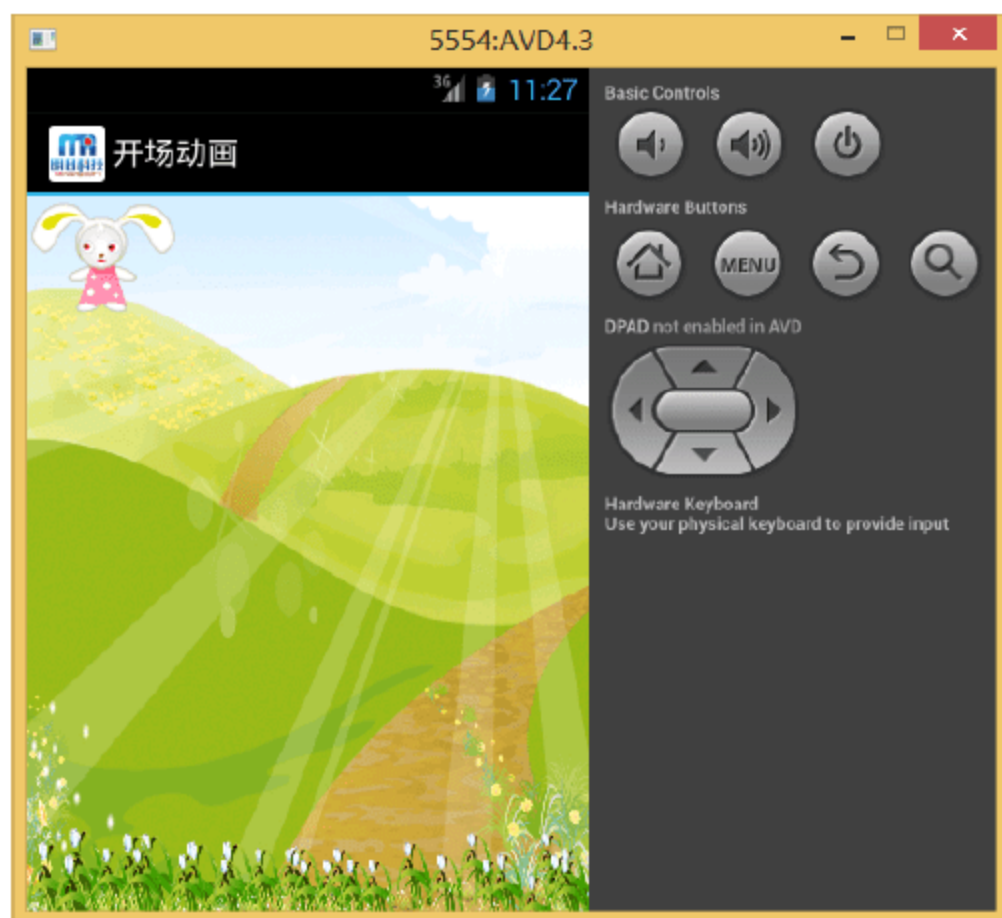 5554:AVD4.3
3G 11:27
开场动画
Basic Controls
Hardware Buttons
MENU
DPAD not enabled in AVD
Hardware Keyboard
Use your physical keyboard to provide input